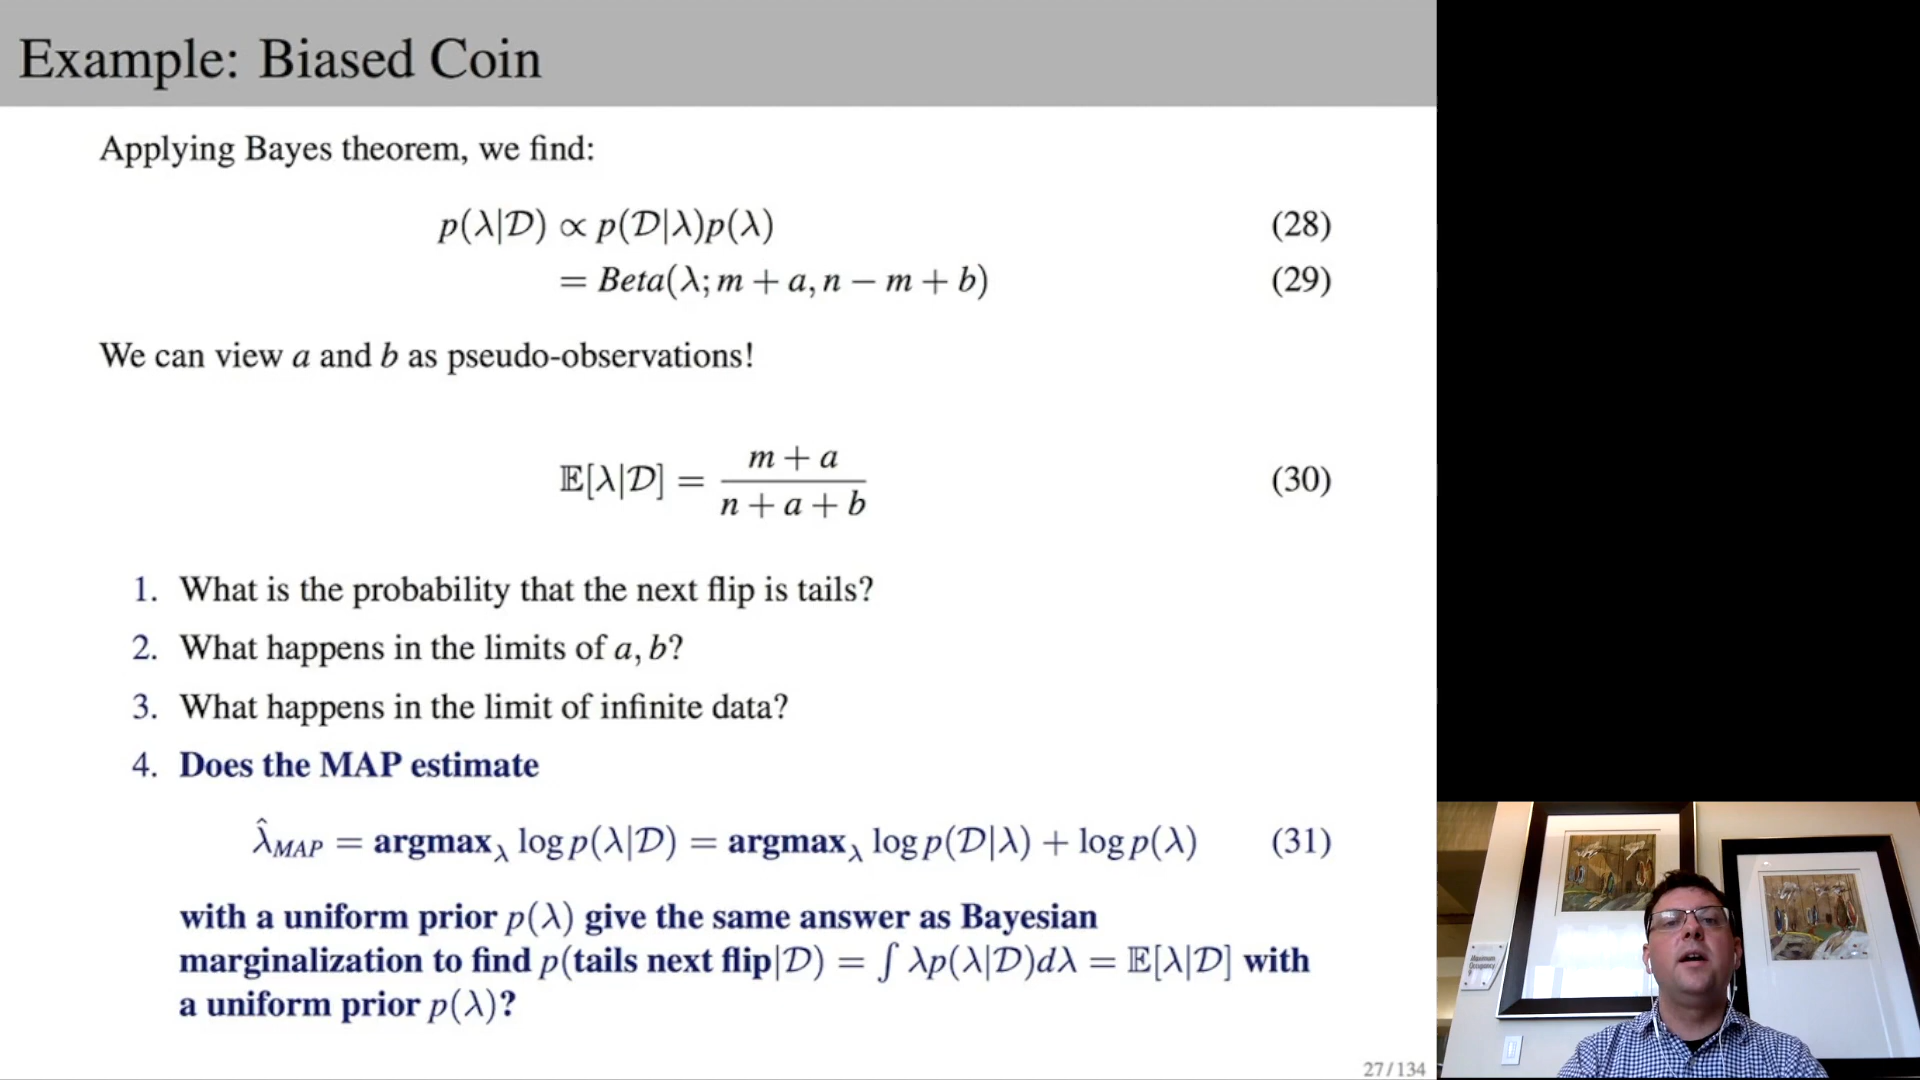 Example: Biased Coin
Applying Bayes theorem, we find:
p(λ|𝒟) ∝ p(𝒟|λ)p(λ) (28)
= Beta(λ; m + a, n − m + b) (29)
We can view a and b as pseudo-observations!
𝔼[λ|𝒟] = \frac{m + a}{n + a + b} (30)
1. What is the probability that the next flip is tails?
2. What happens in the limits of a, b?
3. What happens in the limit of infinite data?
4. Does the MAP estimate
λ̂_{MAP} = argmax_λ log p(λ|𝒟) = argmax_λ log p(𝒟|λ) + log p(λ) (31)
with a uniform prior p(λ) give the same answer as Bayesian
marginalization to find p(tails next flip|𝒟) = ∫ λp(λ|𝒟)dλ = 𝔼[λ|𝒟] with
a uniform prior p(λ)?
27/134
Maximum
Occupancy